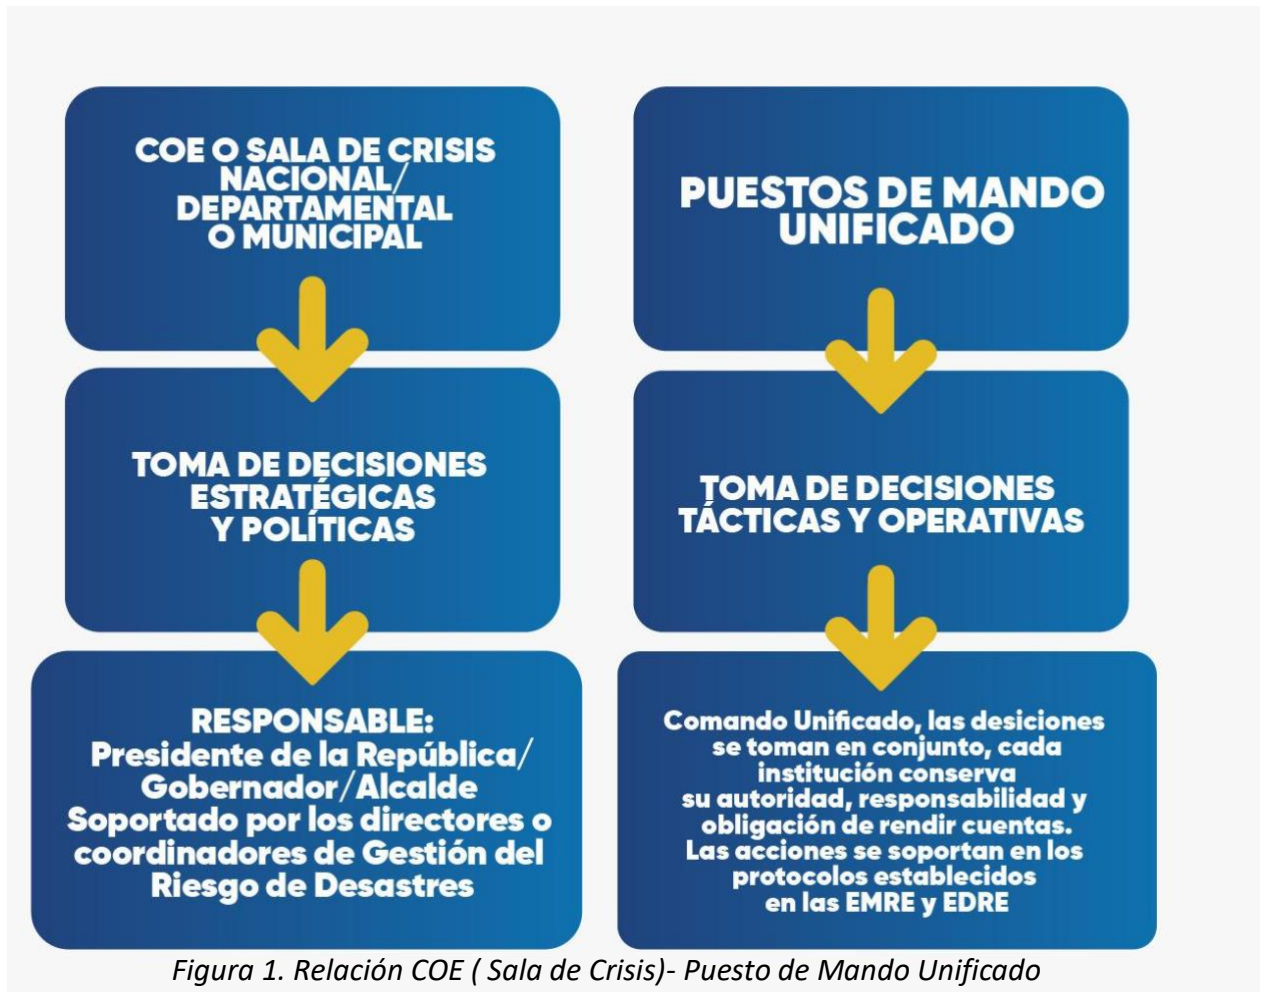 COE O SALA DE CRISIS
NACIONAL/
DEPARTAMENTAL
O MUNICIPAL
TOMA DE DECISIONES
ESTRATÉGICAS
Y POLÍTICAS
RESPONSABLE:
Presidente de la República/
Gobernador/Alcalde
Soportado por los directores o
coordinadores de Gestión del
Riesgo de Desastres
PUESTOS DE MANDO
UNIFICADO
TOMA DE DECISIONES
TÁCTICAS Y OPERATIVAS
Comando Unificado, las desiciones
se toman en conjunto, cada
institución conserva
su autoridad, responsabilidad y
obligación de rendir cuentas.
Las acciones se soportan en los
protocolos establecidos
en las EMRE y EDRE
Figura 1. Relación COE ( Sala de Crisis)- Puesto de Mando Unificado